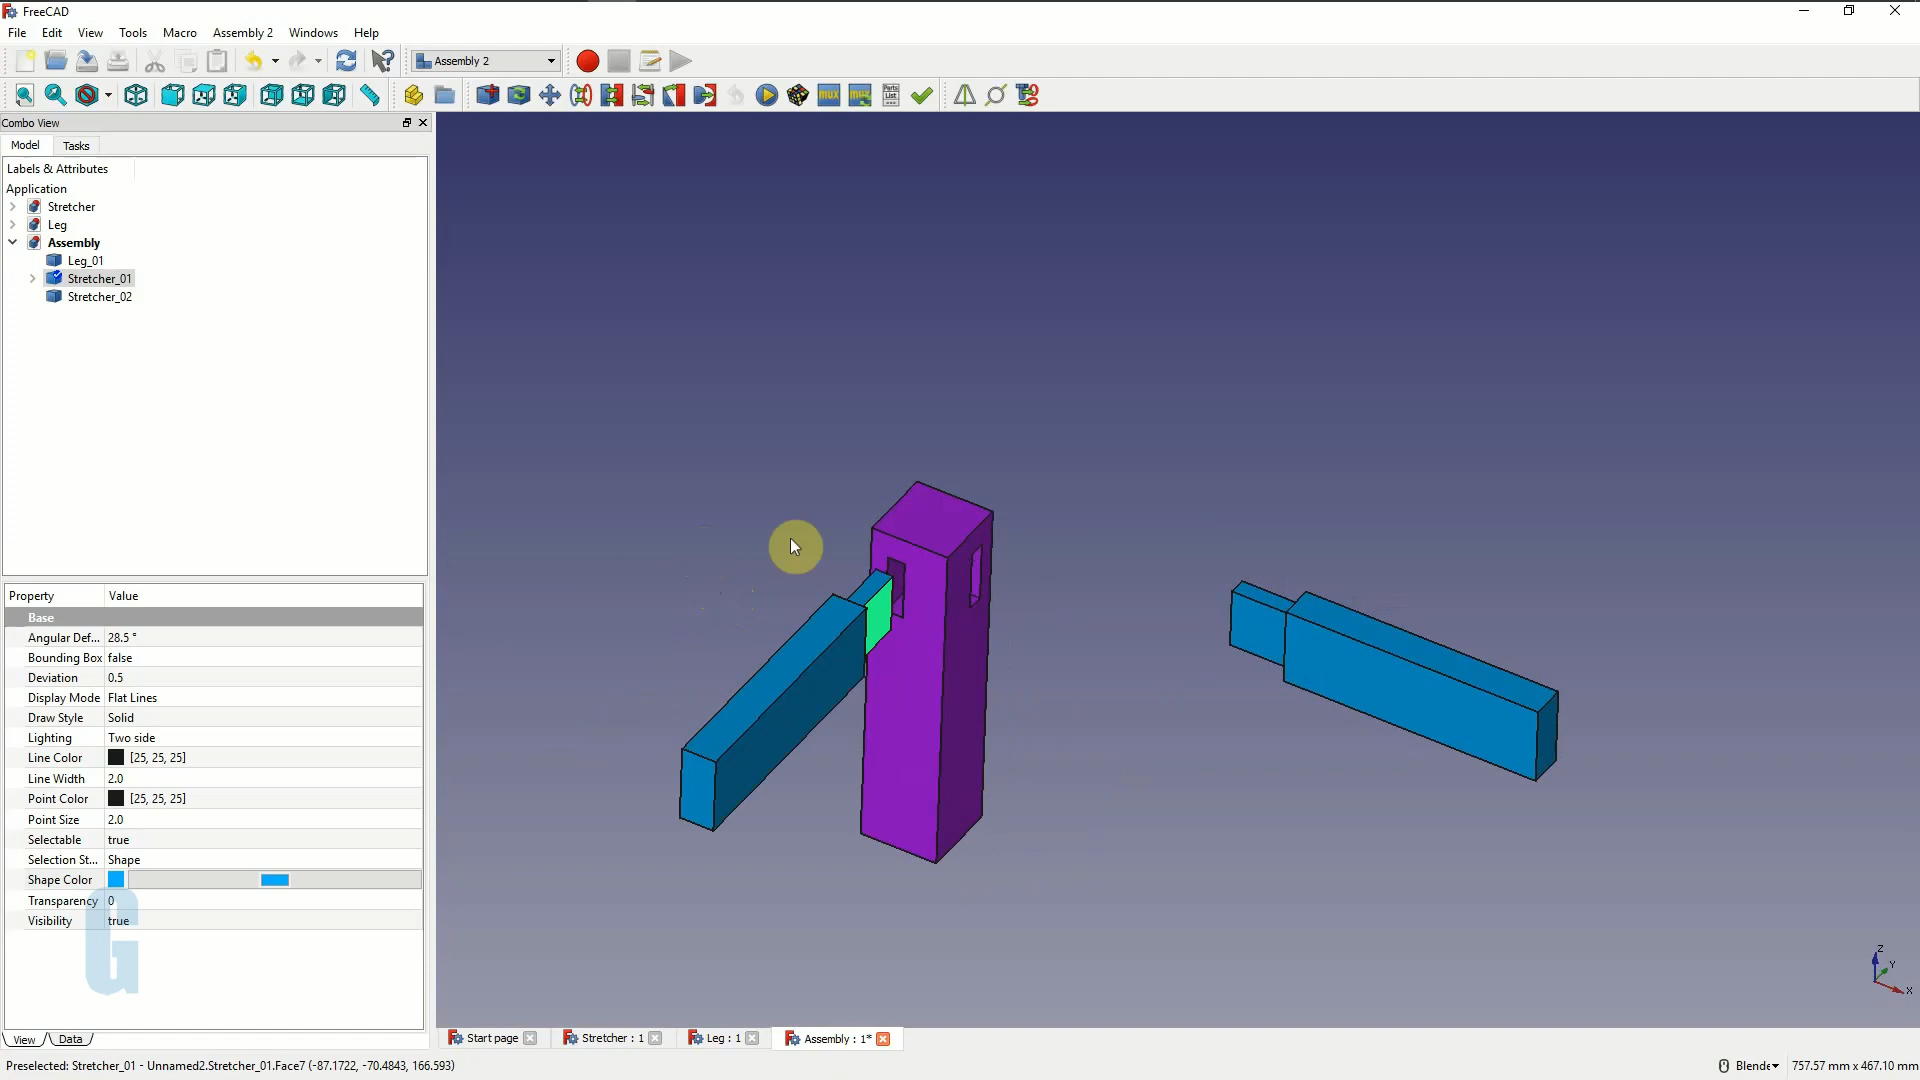 FreeCAD
File Edit View Tools Macro Assembly 2 Windows Help
Assembly 2
Combo View
Model Tasks
Labels & Attributes
Application
Stretcher
Leg
Assembly
Leg_01
Stretcher_01
Stretcher_02
Property Value
Base
Angular Def... 28.5 °
Bounding Box false
Deviation 0.5
Display Mode Flat Lines
Draw Style Solid
Lighting Two side
Line Color [25, 25, 25]
Line Width 2.0
Point Color [25, 25, 25]
Point Size 2.0
Selectable true
Selection St... Shape
Shape Color
Transparency 0
Visibility true
G
Z
Y
X
Start page Stretcher : 1 Leg : 1 Assembly : 1*
View Data
Preselected: Stretcher_01 - Unnamed2.Stretcher_01.Face7 (-87.1722, -70.4843, 166.593) Blende 757.57 mm x 467.10 mm